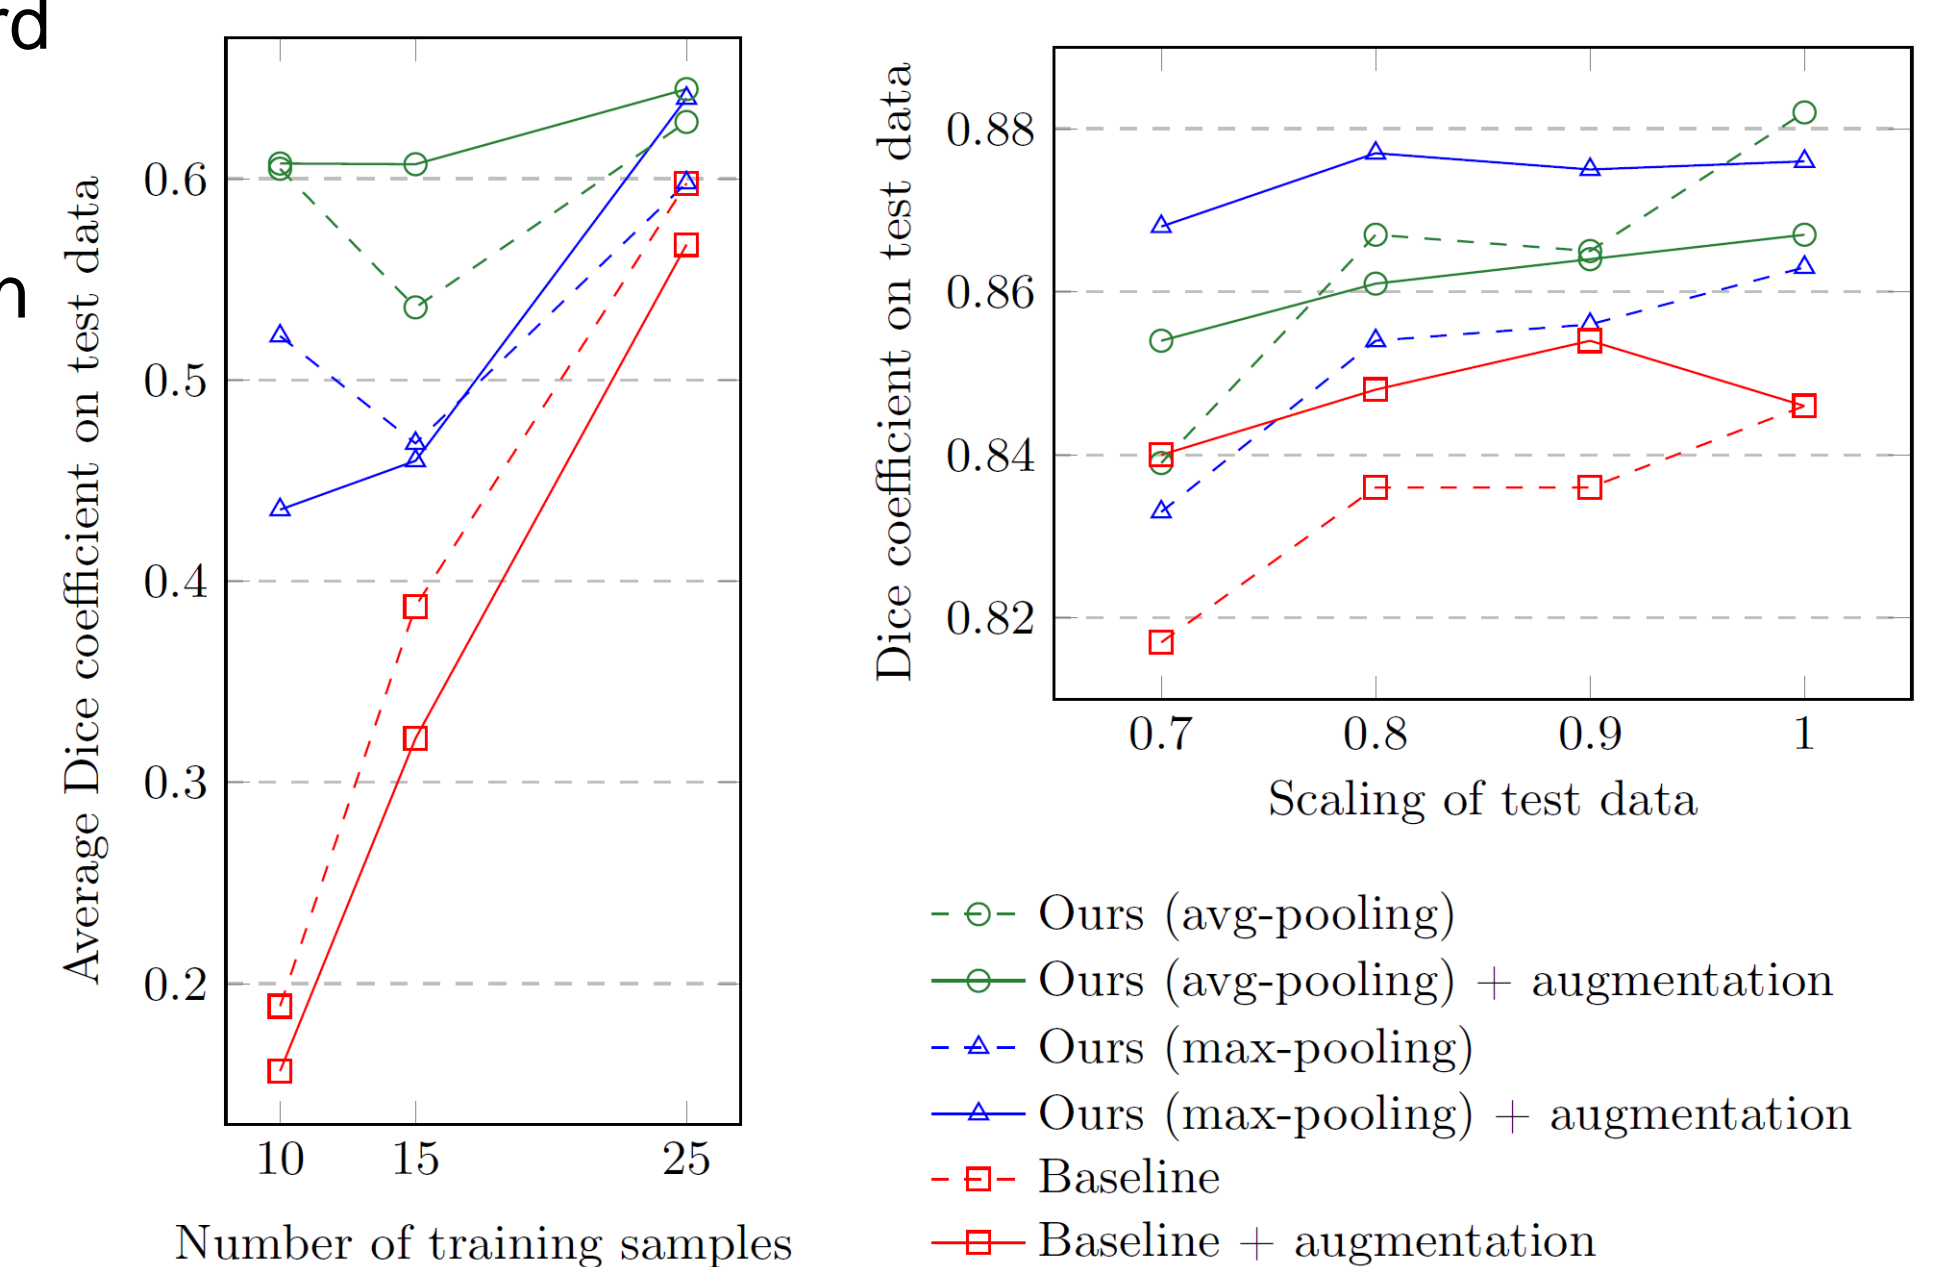 rd
n
Average Dice coefficient on test data
0.6
0.5
0.4
0.3
0.2
10 15 25
Number of training samples
Dice coefficient on test data
0.88
0.86
0.84
0.82
0.7 0.8 0.9 1
Scaling of test data
Ours (avg-pooling)
Ours (avg-pooling) + augmentation
Ours (max-pooling)
Ours (max-pooling) + augmentation
Baseline
Baseline + augmentation